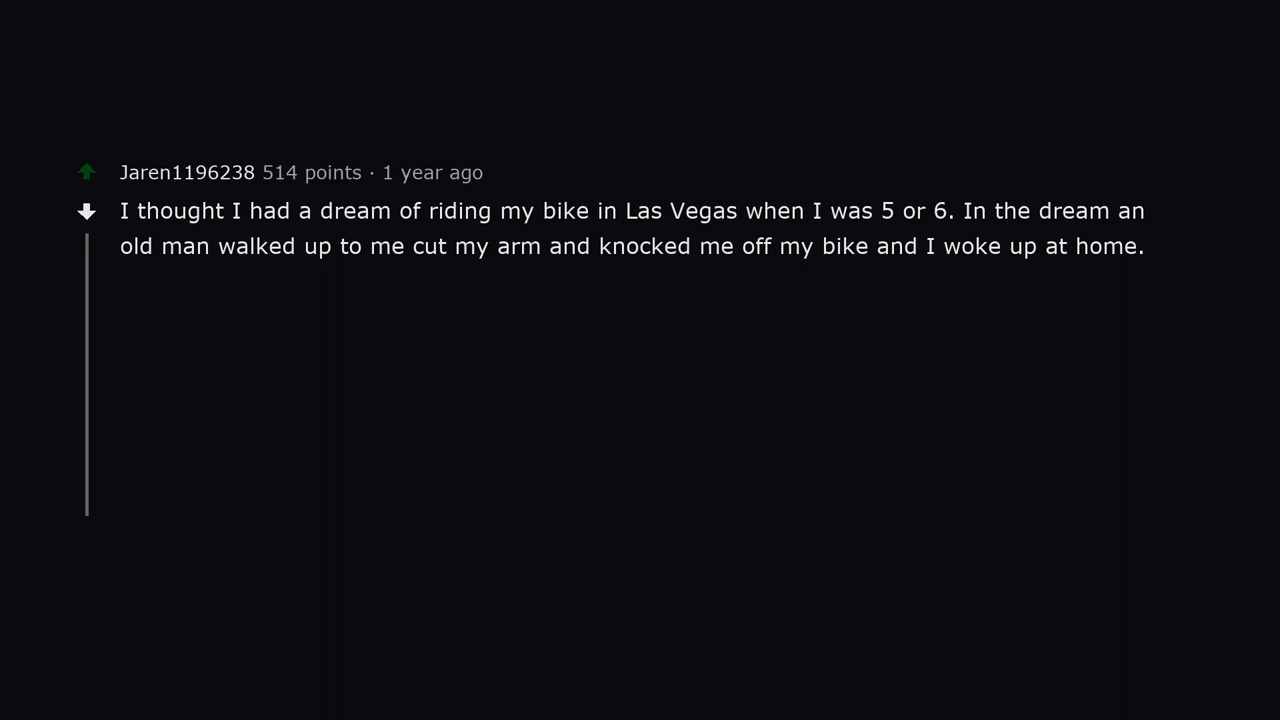 Jaren1196238 514 points · 1 year ago
I thought I had a dream of riding my bike in Las Vegas when I was 5 or 6. In the dream an
old man walked up to me cut my arm and knocked me off my bike and I woke up at home.